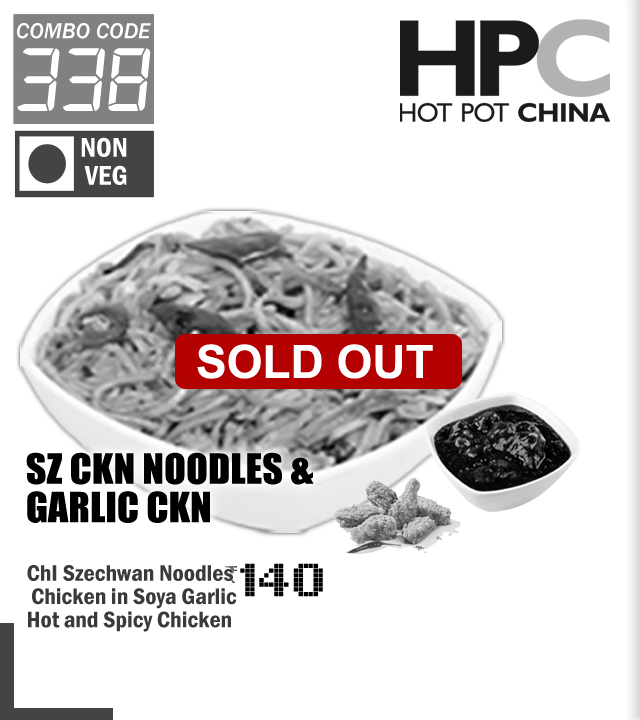 COMBO CODE
338
NON
VEG
HPC
HOT POT CHINA
SOLD OUT
SZ CKN NOODLES &
GARLIC CKN
Chl Szechwan Noodles
₹140
Chicken in Soya Garlic
Hot and Spicy Chicken